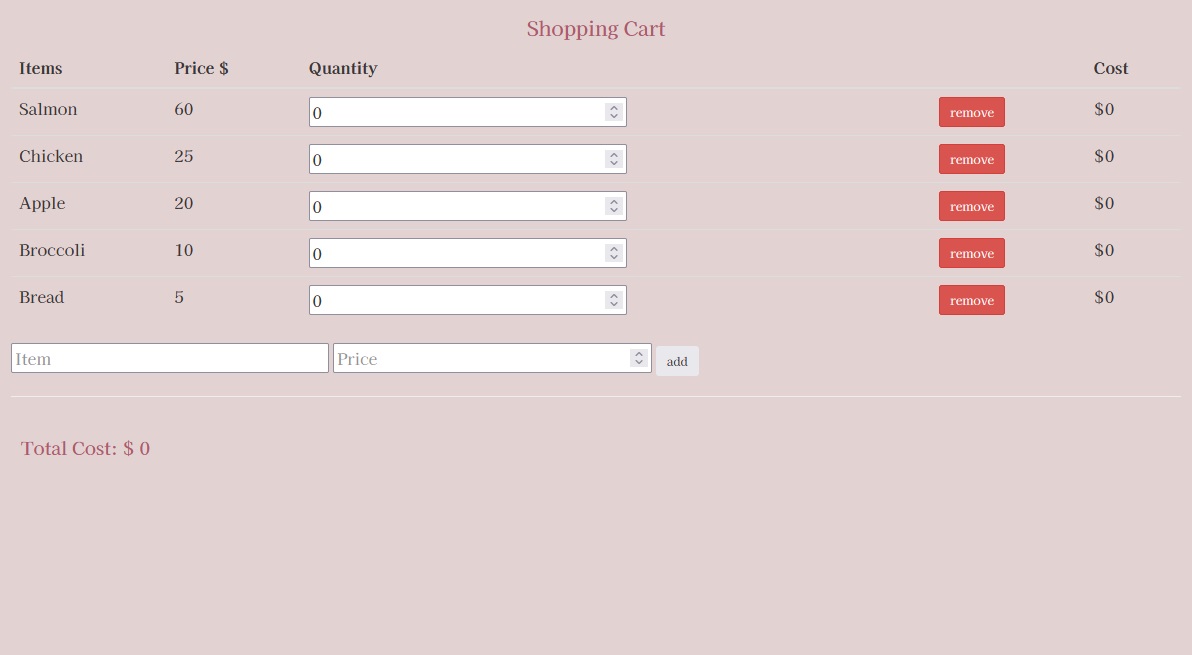 Shopping Cart
Items Price $ Quantity Cost
Salmon 60 0 remove $0
Chicken 25 0 remove $0
Apple 20 0 remove $0
Broccoli 10 0 remove $0
Bread 5 0 remove $0
Item Price add
Total Cost: $ 0